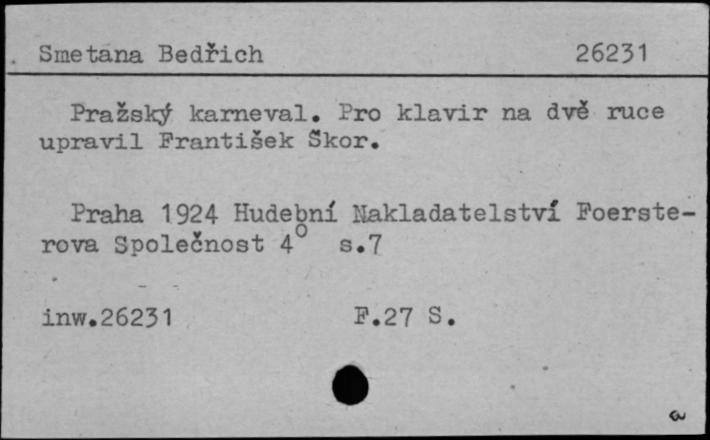 Smetana Bedřich 26231
Pražský karneval. Pro klavir na dvě ruce
upravil František Škor.
Praha 1924 Hudební Nakladatelství Foerste-
rova Společnost 4° s.7
inw.26231 F.27 S.